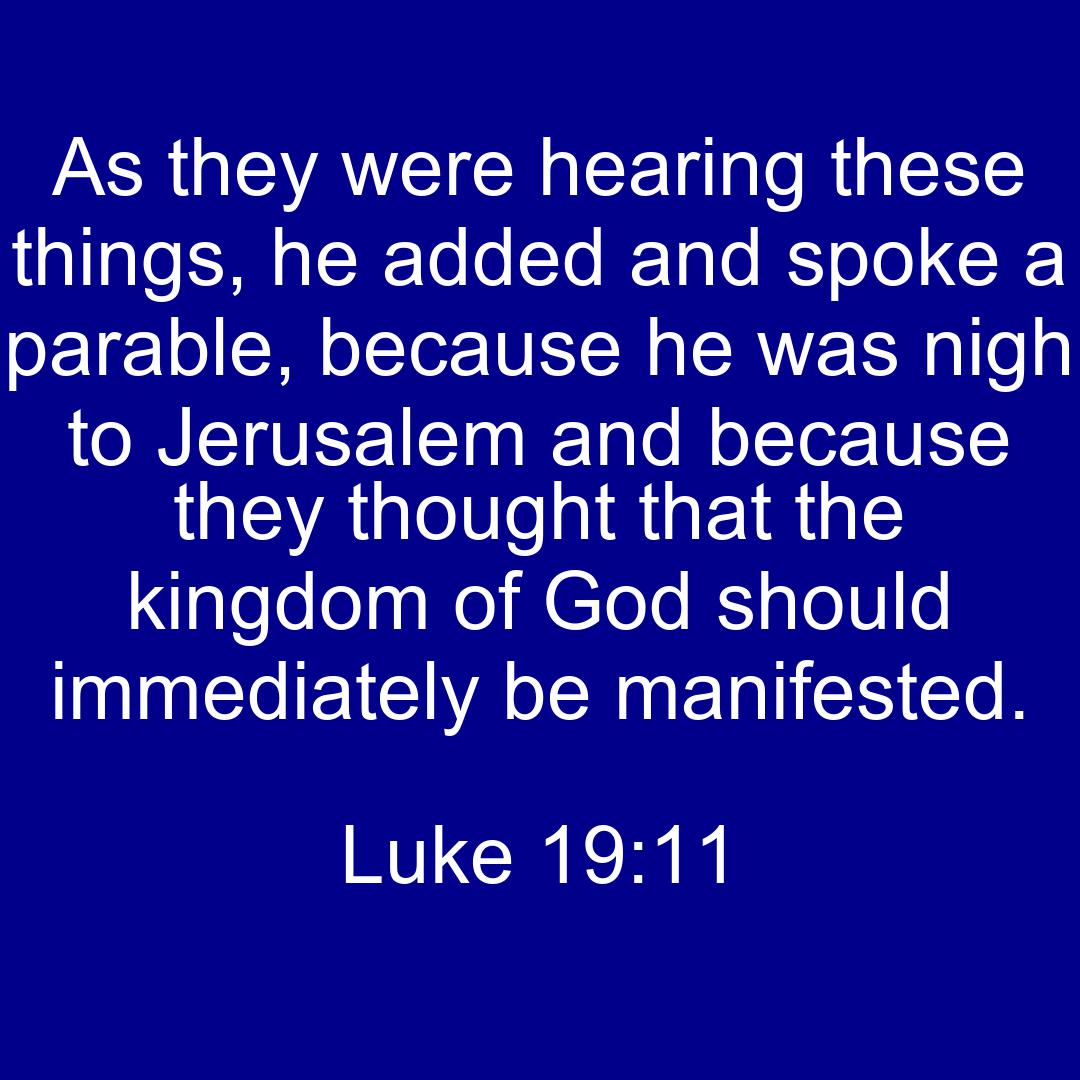 As they were hearing these
things, he added and spoke a
parable, because he was nigh
to Jerusalem and because
they thought that the
kingdom of God should
immediately be manifested.
Luke 19:11